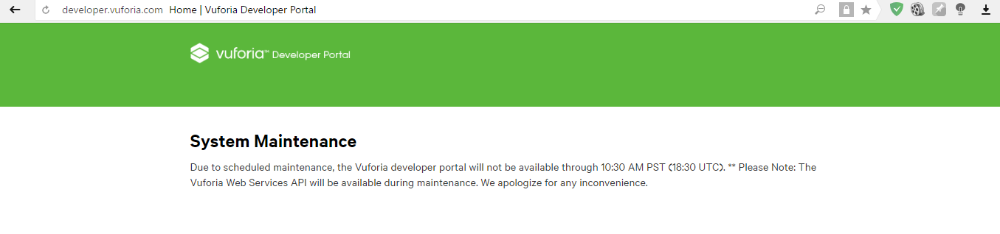 developer.vuforia.com Home | Vuforia Developer Portal
vuforia™ Developer Portal
System Maintenance
Due to scheduled maintenance, the Vuforia developer portal will not be available through 10:30 AM PST (18:30 UTC). ** Please Note: The
Vuforia Web Services API will be available during maintenance. We apologize for any inconvenience.